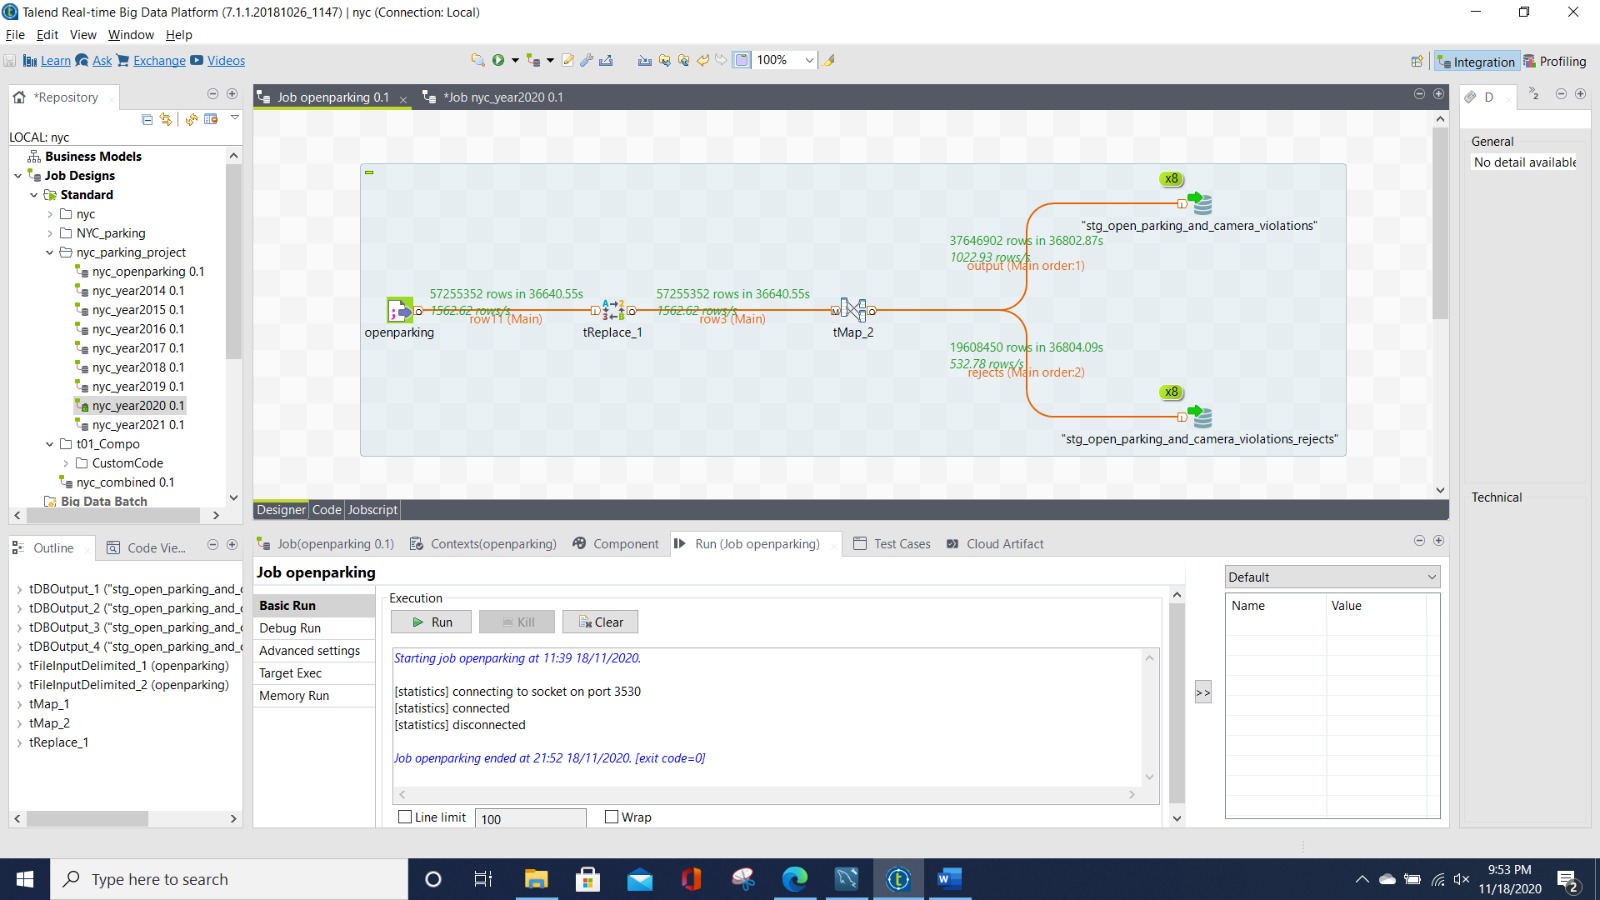 Talend Real-time Big Data Platform (7.1.1.20181026_1147) | nyc (Connection: Local)
File Edit View Window Help
Learn Ask Exchange Videos
100%
Integration Profiling
*Repository
Job openparking 0.1
*Job nyc_year2020 0.1
D
2
LOCAL: nyc
Business Models
Job Designs
Standard
nyc
NYC_parking
nyc_parking_project
nyc_openparking 0.1
nyc_year2014 0.1
nyc_year2015 0.1
nyc_year2016 0.1
nyc_year2017 0.1
nyc_year2018 0.1
nyc_year2019 0.1
nyc_year2020 0.1
nyc_year2021 0.1
t01_Compo
CustomCode
nyc_combined 0.1
Big Data Batch
x8
"stg_open_parking_and_camera_violations"
37646902 rows in 36802.87s
1022.93 rows/s
output (Main order:1)
57255352 rows in 36640.55s
1562.62 rows/s
row11 (Main)
57255352 rows in 36640.55s
1562.62 rows/s
row3 (Main)
openparking
tReplace_1
tMap_2
19608450 rows in 36804.09s
532.78 rows/s
rejects (Main order:2)
x8
"stg_open_parking_and_camera_violations_rejects"
General
No detail available
Technical
Designer Code Jobscript
Outline
Code Vie...
tDBOutput_1 ("stg_open_parking_and_c
tDBOutput_2 ("stg_open_parking_and_c
tDBOutput_3 ("stg_open_parking_and_c
tDBOutput_4 ("stg_open_parking_and_c
tFileInputDelimited_1 (openparking)
tFileInputDelimited_2 (openparking)
tMap_1
tMap_2
tReplace_1
Job(openparking 0.1) Contexts(openparking) Component Run (Job openparking) Test Cases Cloud Artifact
Job openparking
Basic Run
Debug Run
Advanced settings
Target Exec
Memory Run
Execution
Run Kill Clear
Starting job openparking at 11:39 18/11/2020.
[statistics] connecting to socket on port 3530
[statistics] connected
[statistics] disconnected
Job openparking ended at 21:52 18/11/2020. [exit code=0]
Line limit 100 Wrap
>>
Default
Name Value
Type here to search
9:53 PM
11/18/2020
2